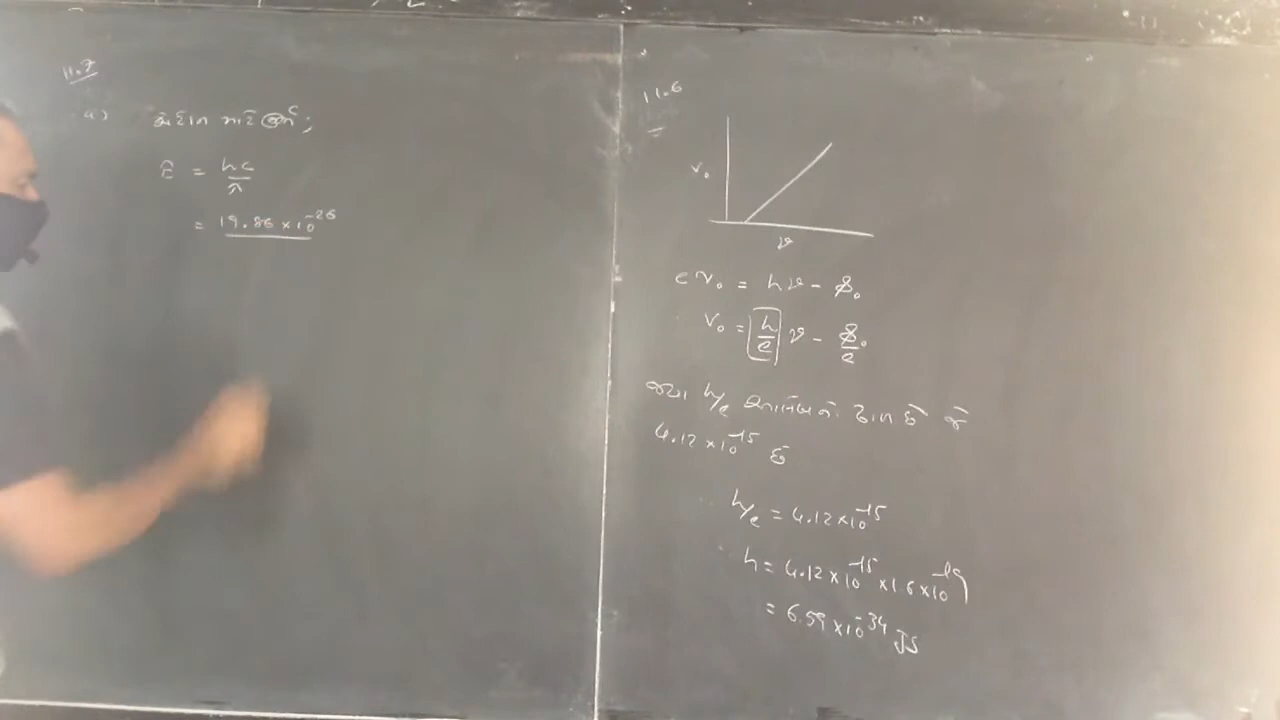 11.7
a)
E = hc/λ
= 19.86 × 10^-26
11.6
V₀
ν
eV₀ = hν - φ₀
V₀ = h/e ν - φ₀/e
h/e
4.12 × 10^-15 છે
h/e = 4.12 × 10^-15
h = 4.12 × 10^-15 × 1.6 × 10^-19
= 6.59 × 10^-34 JS